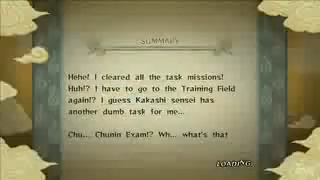 SUMMARY
Hehe! I cleared all the task missions!
Huh!? I have to go to the Training Field
again!? I guess Kakashi sensei has
another dumb task for me...
Chu... Chunin Exam!? Wh... what's that
LOADING